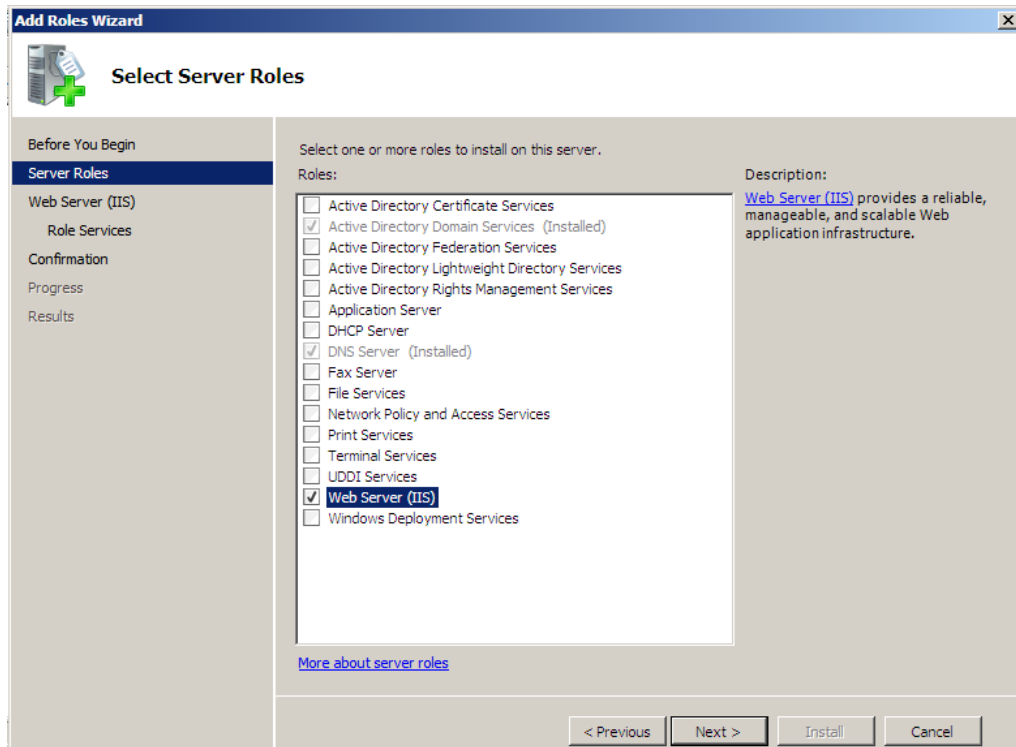 Add Roles Wizard
Select Server Roles
Before You Begin
Server Roles
Web Server (IIS)
Role Services
Confirmation
Progress
Results
Select one or more roles to install on this server.
Roles:
Active Directory Certificate Services
Active Directory Domain Services (Installed)
Active Directory Federation Services
Active Directory Lightweight Directory Services
Active Directory Rights Management Services
Application Server
DHCP Server
DNS Server (Installed)
Fax Server
File Services
Network Policy and Access Services
Print Services
Terminal Services
UDDI Services
Web Server (IIS)
Windows Deployment Services
More about server roles
Description:
Web Server (IIS) provides a reliable,
manageable, and scalable Web
application infrastructure.
< Previous
Next >
Install
Cancel